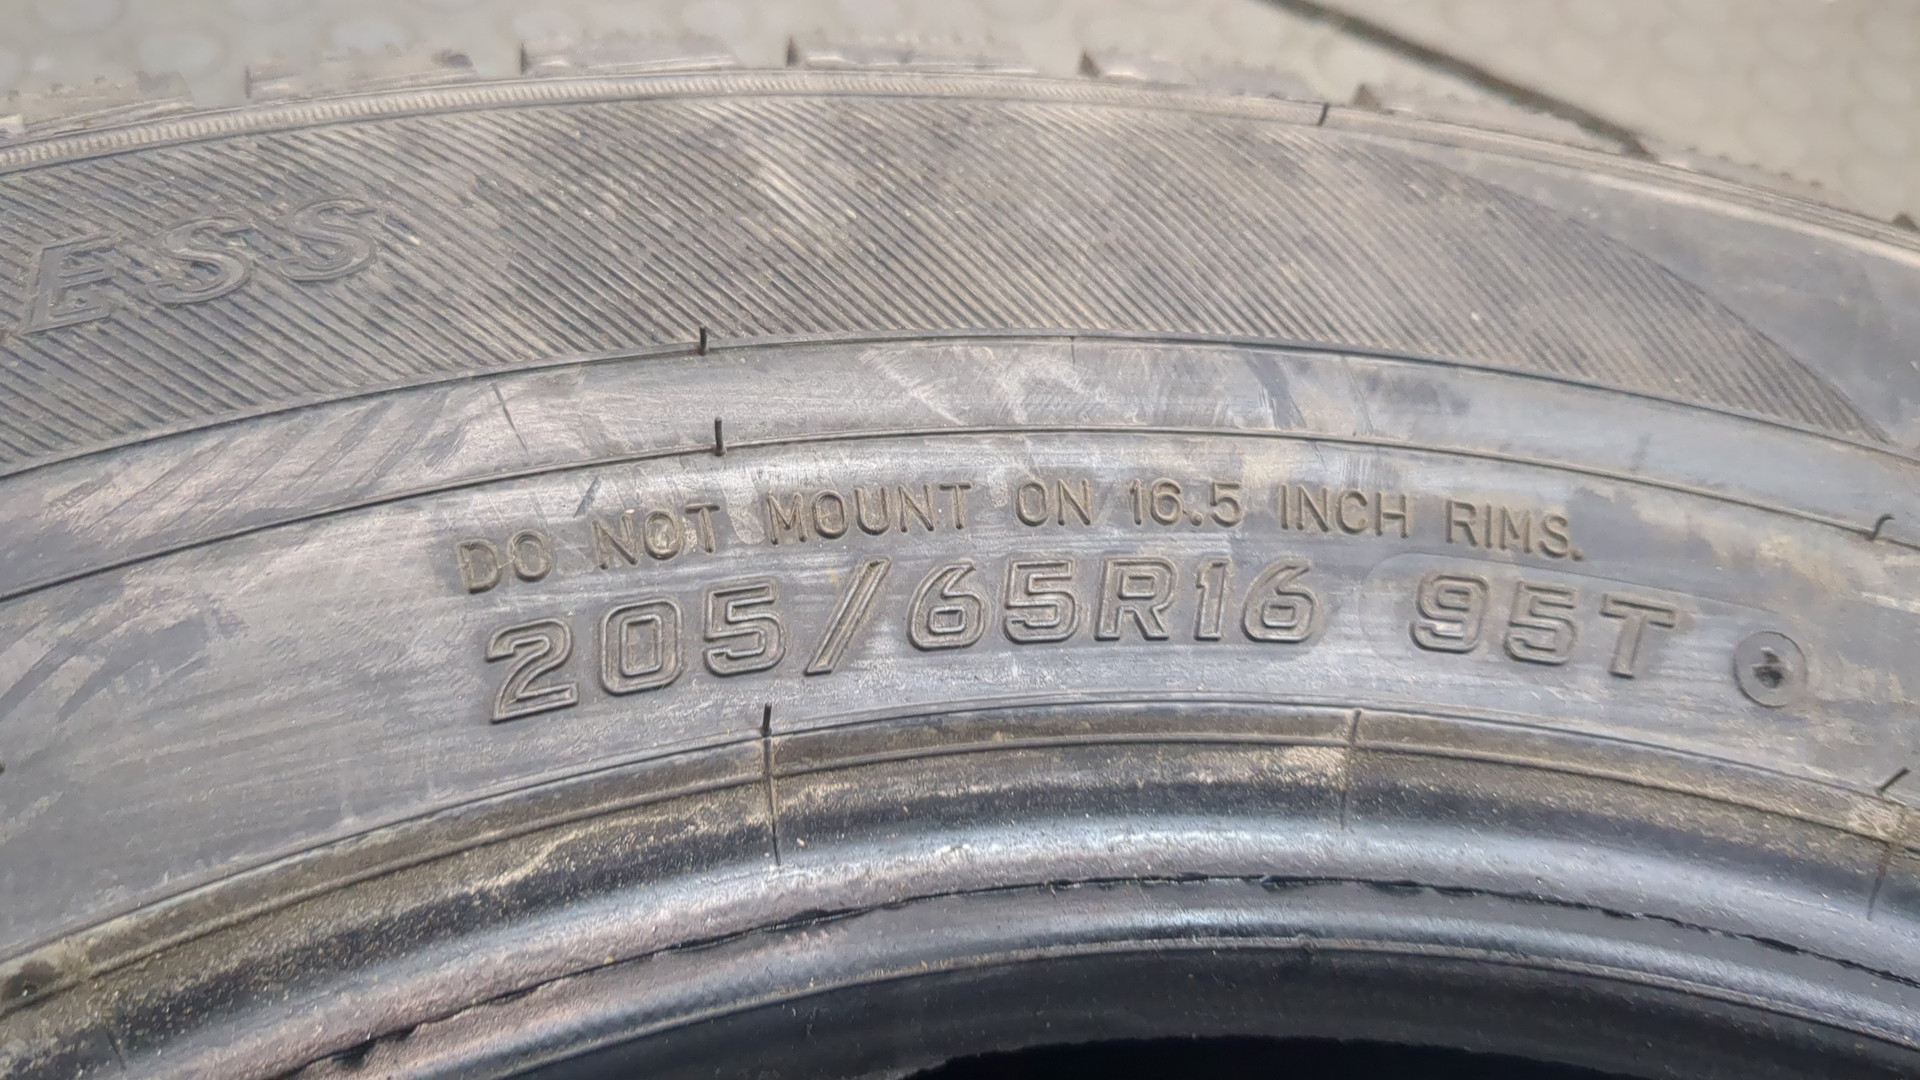 ESS
DO NOT MOUNT ON 16.5 INCH RIMS.
205/65R16 95T